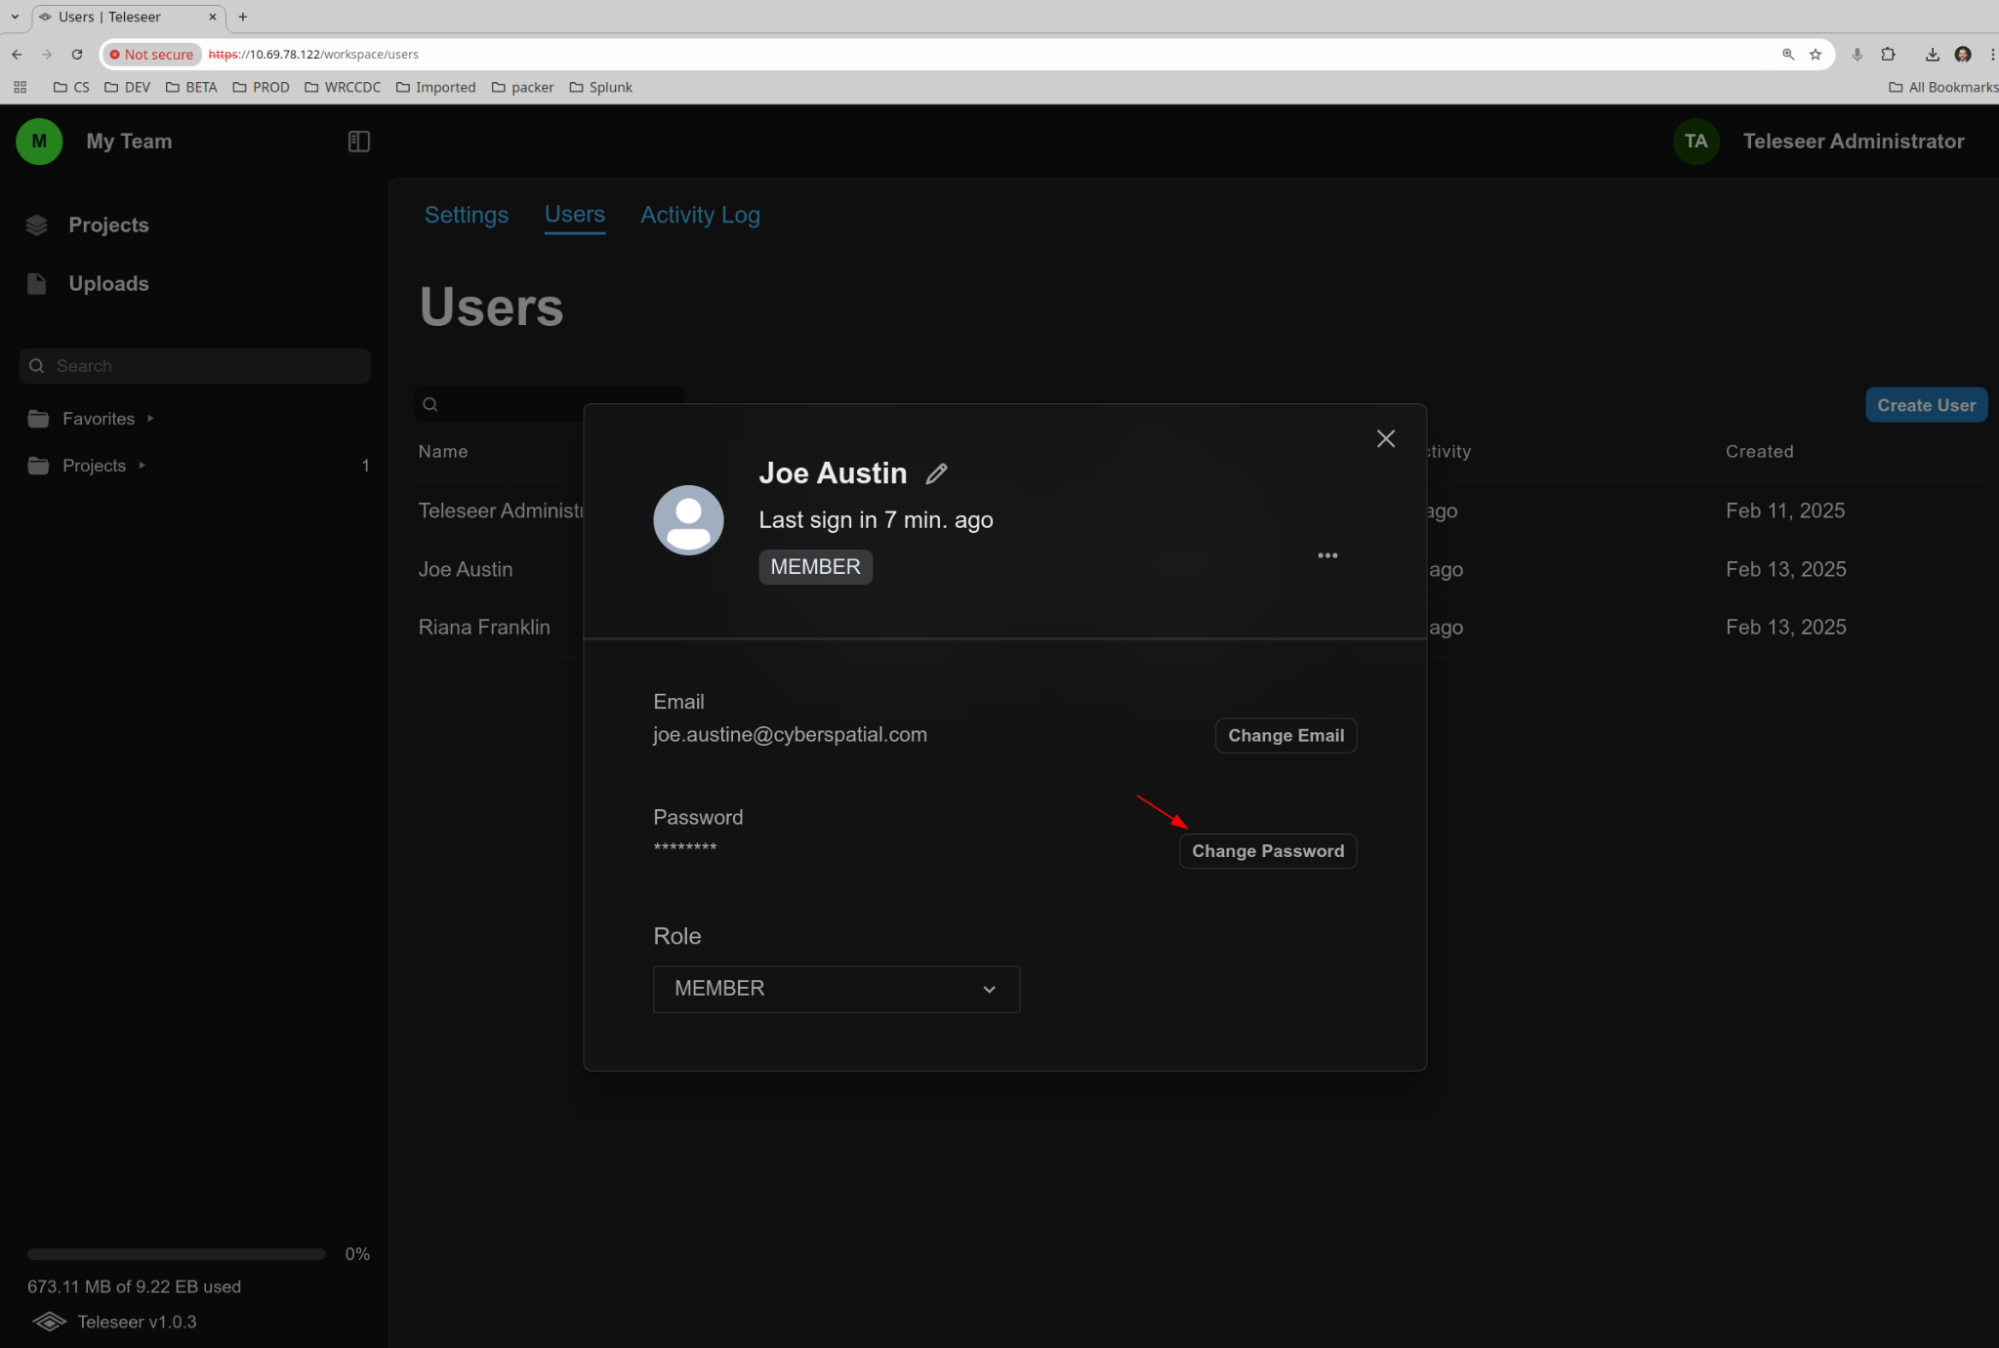 Users | Teleseer
Not secure https://10.69.78.122/workspace/users
CS DEV BETA PROD WRCCDC Imported packer Splunk All Bookmarks
M My Team TA Teleseer Administrator
Projects
Uploads
Search
Favorites
Projects 1
Settings Users Activity Log
Users
Create User
Name tivity Created
Teleseer Administr ago Feb 11, 2025
Joe Austin ago Feb 13, 2025
Riana Franklin ago Feb 13, 2025
Joe Austin
Last sign in 7 min. ago
MEMBER
Email
joe.austine@cyberspatial.com
Change Email
Password
********
Change Password
Role
MEMBER
0%
673.11 MB of 9.22 EB used
Teleseer v1.0.3